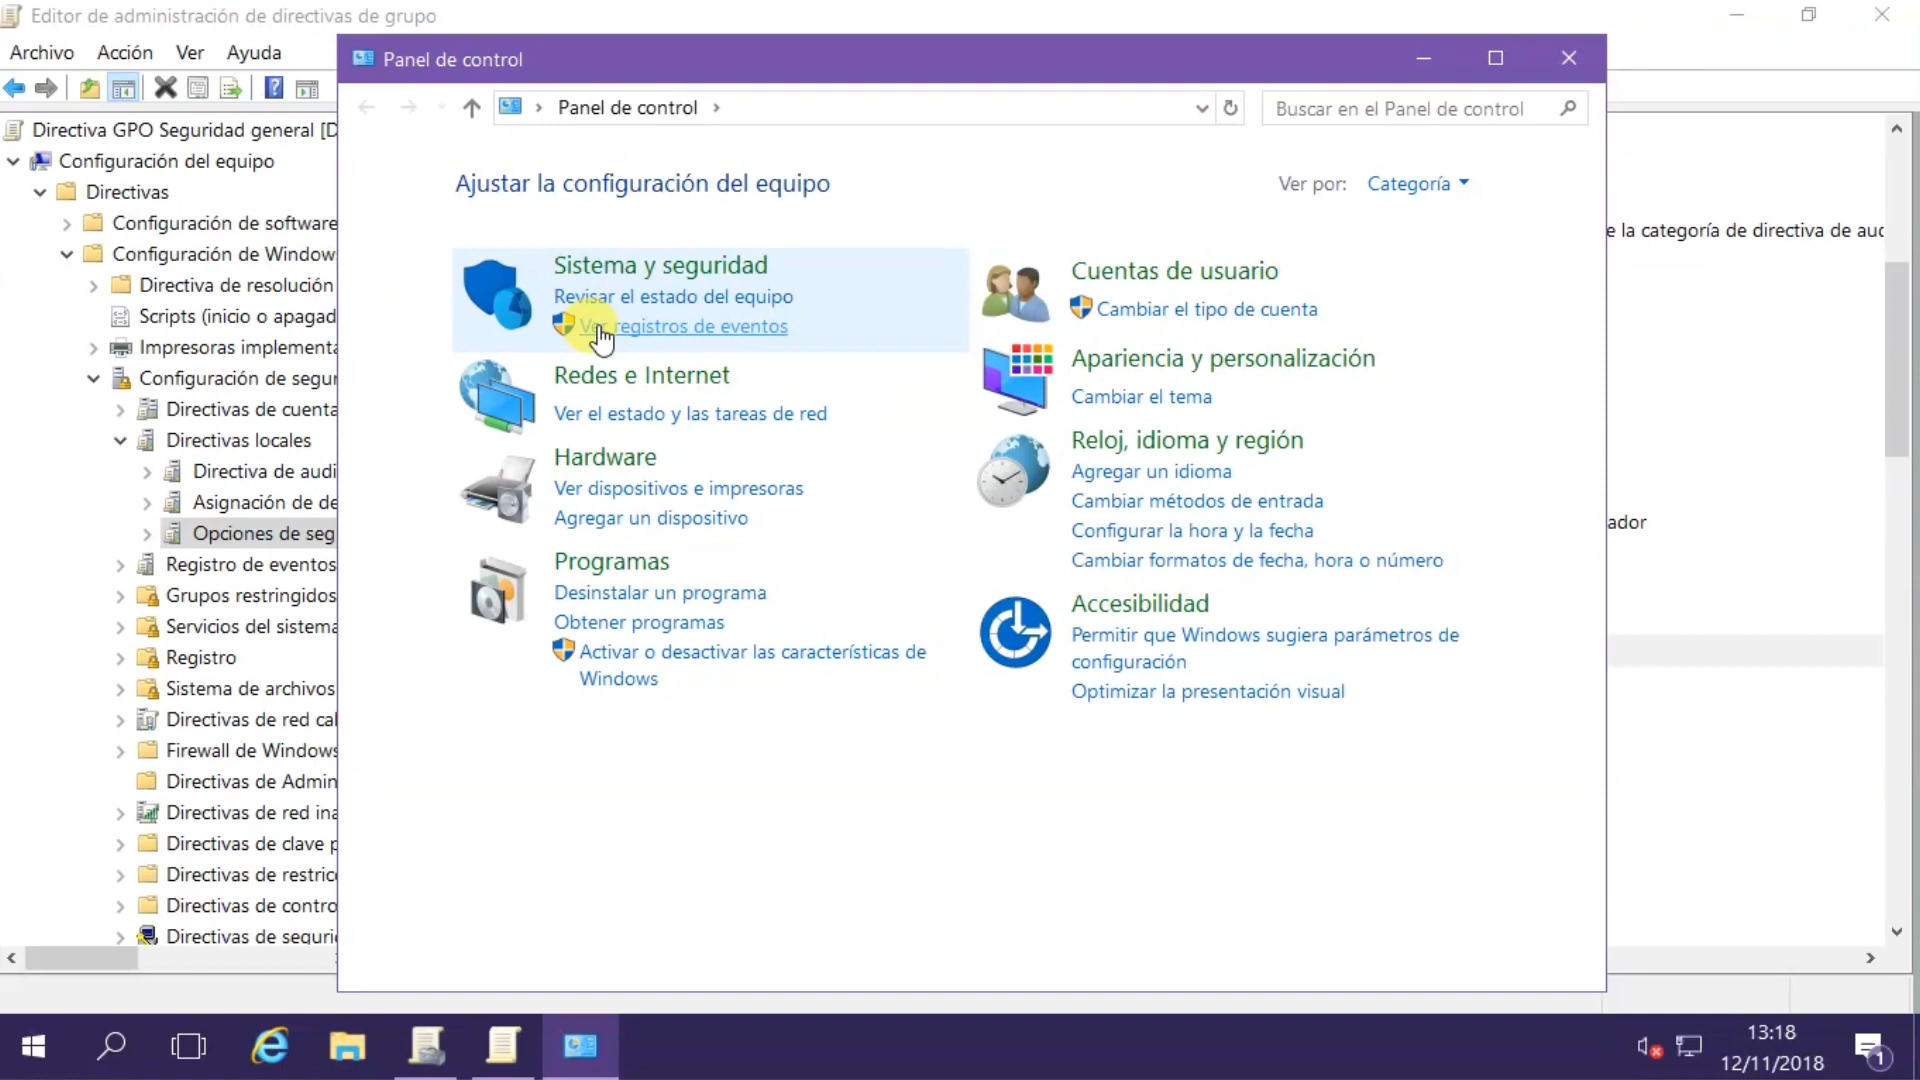 Editor de administración de directivas de grupo
Archivo Acción Ver Ayuda
Directiva GPO Seguridad general [D
Configuración del equipo
Directivas
Configuración de software
Configuración de Window
Directiva de resolución
Scripts (inicio o apagad
Impresoras implementa
Configuración de segur
Directivas de cuenta
Directivas locales
Directiva de audi
Asignación de de
Opciones de seg
Registro de eventos
Grupos restringidos
Servicios del sistema
Registro
Sistema de archivos
Directivas de red cal
Firewall de Windows
Directivas de Admin
Directivas de red ina
Directivas de clave p
Directivas de restric
Directivas de contro
Directivas de seguri
Panel de control
Panel de control
Buscar en el Panel de control
Ajustar la configuración del equipo
Ver por: Categoría
Sistema y seguridad
Revisar el estado del equipo
Ver registros de eventos
Redes e Internet
Ver el estado y las tareas de red
Hardware
Ver dispositivos e impresoras
Agregar un dispositivo
Programas
Desinstalar un programa
Obtener programas
Activar o desactivar las características de
Windows
Cuentas de usuario
Cambiar el tipo de cuenta
Apariencia y personalización
Cambiar el tema
Reloj, idioma y región
Agregar un idioma
Cambiar métodos de entrada
Configurar la hora y la fecha
Cambiar formatos de fecha, hora o número
Accesibilidad
Permitir que Windows sugiera parámetros de
configuración
Optimizar la presentación visual
e la categoría de directiva de aud
ador
13:18
12/11/2018
1